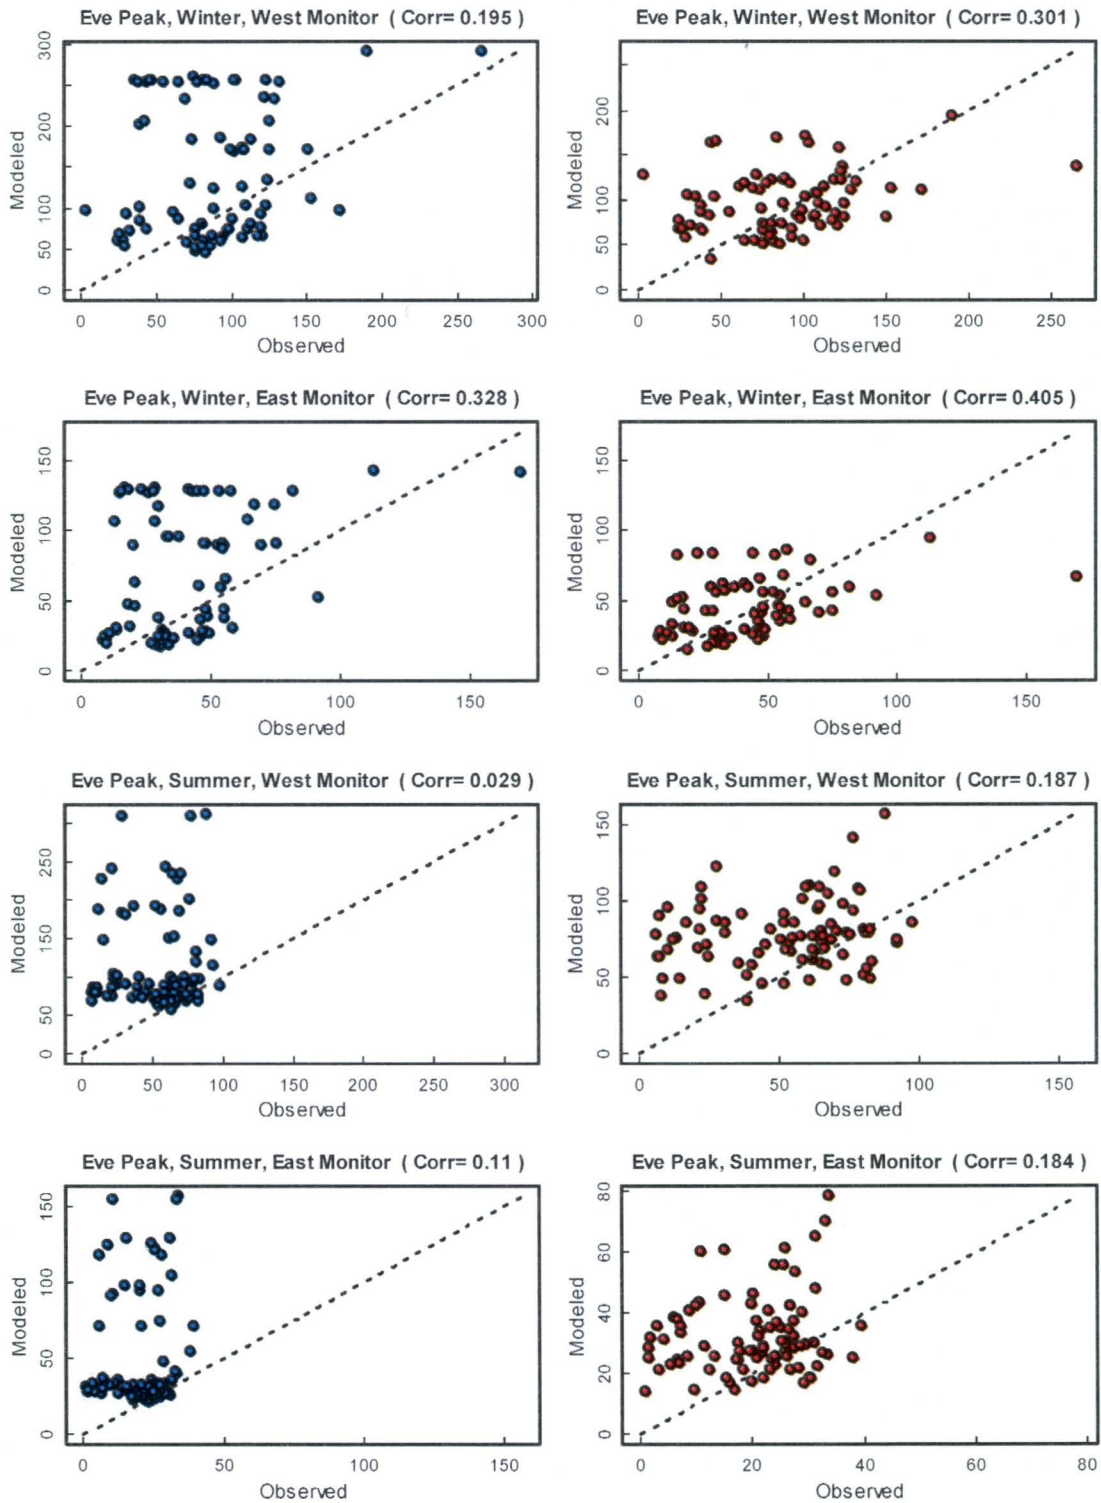 Eve Peak, Winter, West Monitor ( Corr= 0.195 )
Modeled
0 50 100 200 300
0 50 100 150 200 250 300
Observed
Eve Peak, Winter, West Monitor ( Corr= 0.301 )
Modeled
0 50 100 200
0 50 100 150 200 250
Observed
Eve Peak, Winter, East Monitor ( Corr= 0.328 )
Modeled
0 50 100 150
0 50 100 150
Observed
Eve Peak, Winter, East Monitor ( Corr= 0.405 )
Modeled
0 50 100 150
0 50 100 150
Observed
Eve Peak, Summer, West Monitor ( Corr= 0.029 )
Modeled
0 50 150 250
0 50 100 150 200 250 300
Observed
Eve Peak, Summer, West Monitor ( Corr= 0.187 )
Modeled
0 50 100 150
0 50 100 150
Observed
Eve Peak, Summer, East Monitor ( Corr= 0.11 )
Modeled
0 50 100 150
0 50 100 150
Observed
Eve Peak, Summer, East Monitor ( Corr= 0.184 )
Modeled
0 20 40 60 80
0 20 40 60 80
Observed